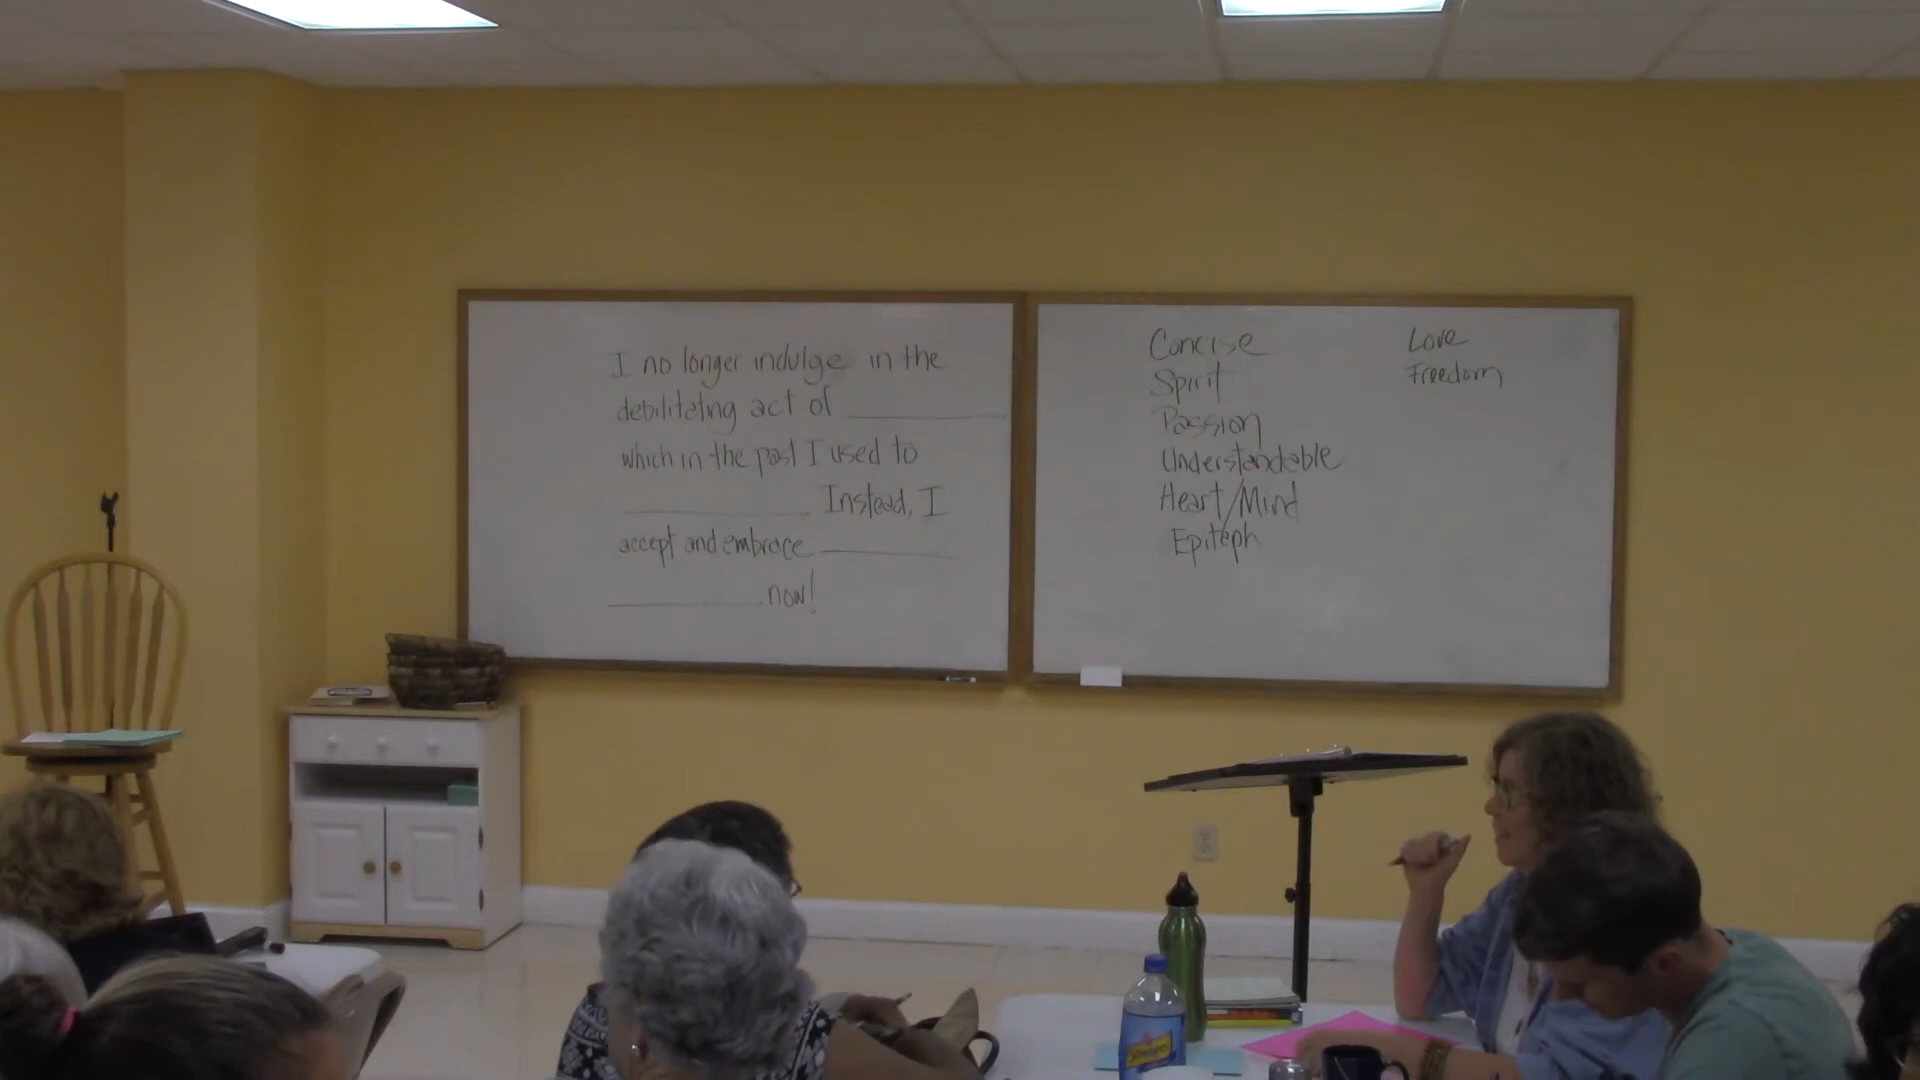 I no longer indulge in the
debilitating act of
which in the past I used to
Instead, I
accept and embrace
now!
Concise
Spirit
Passion
Understandable
Heart/Mind
Epiteph
Love
Freedom